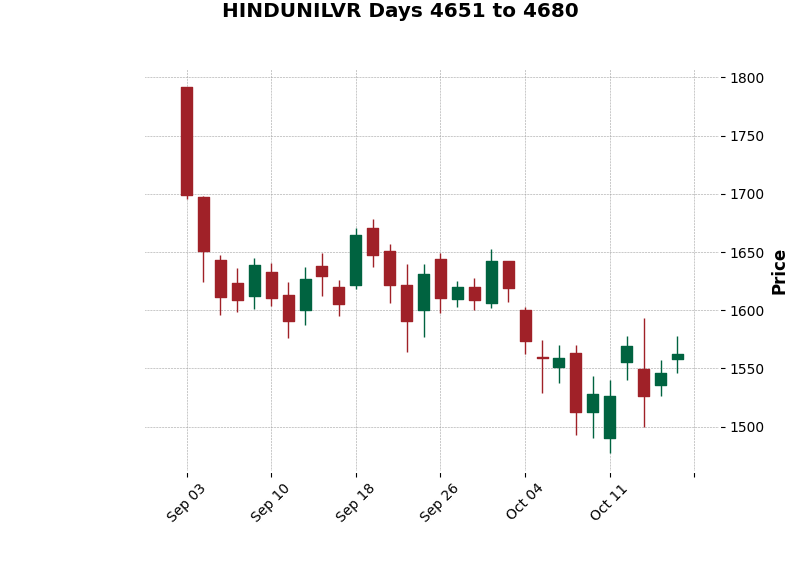 HINDUNILVR Days 4651 to 4680
1800
1750
1700
1650
1600
1550
1500
Price
Sep 03
Sep 10
Sep 18
Sep 26
Oct 04
Oct 11